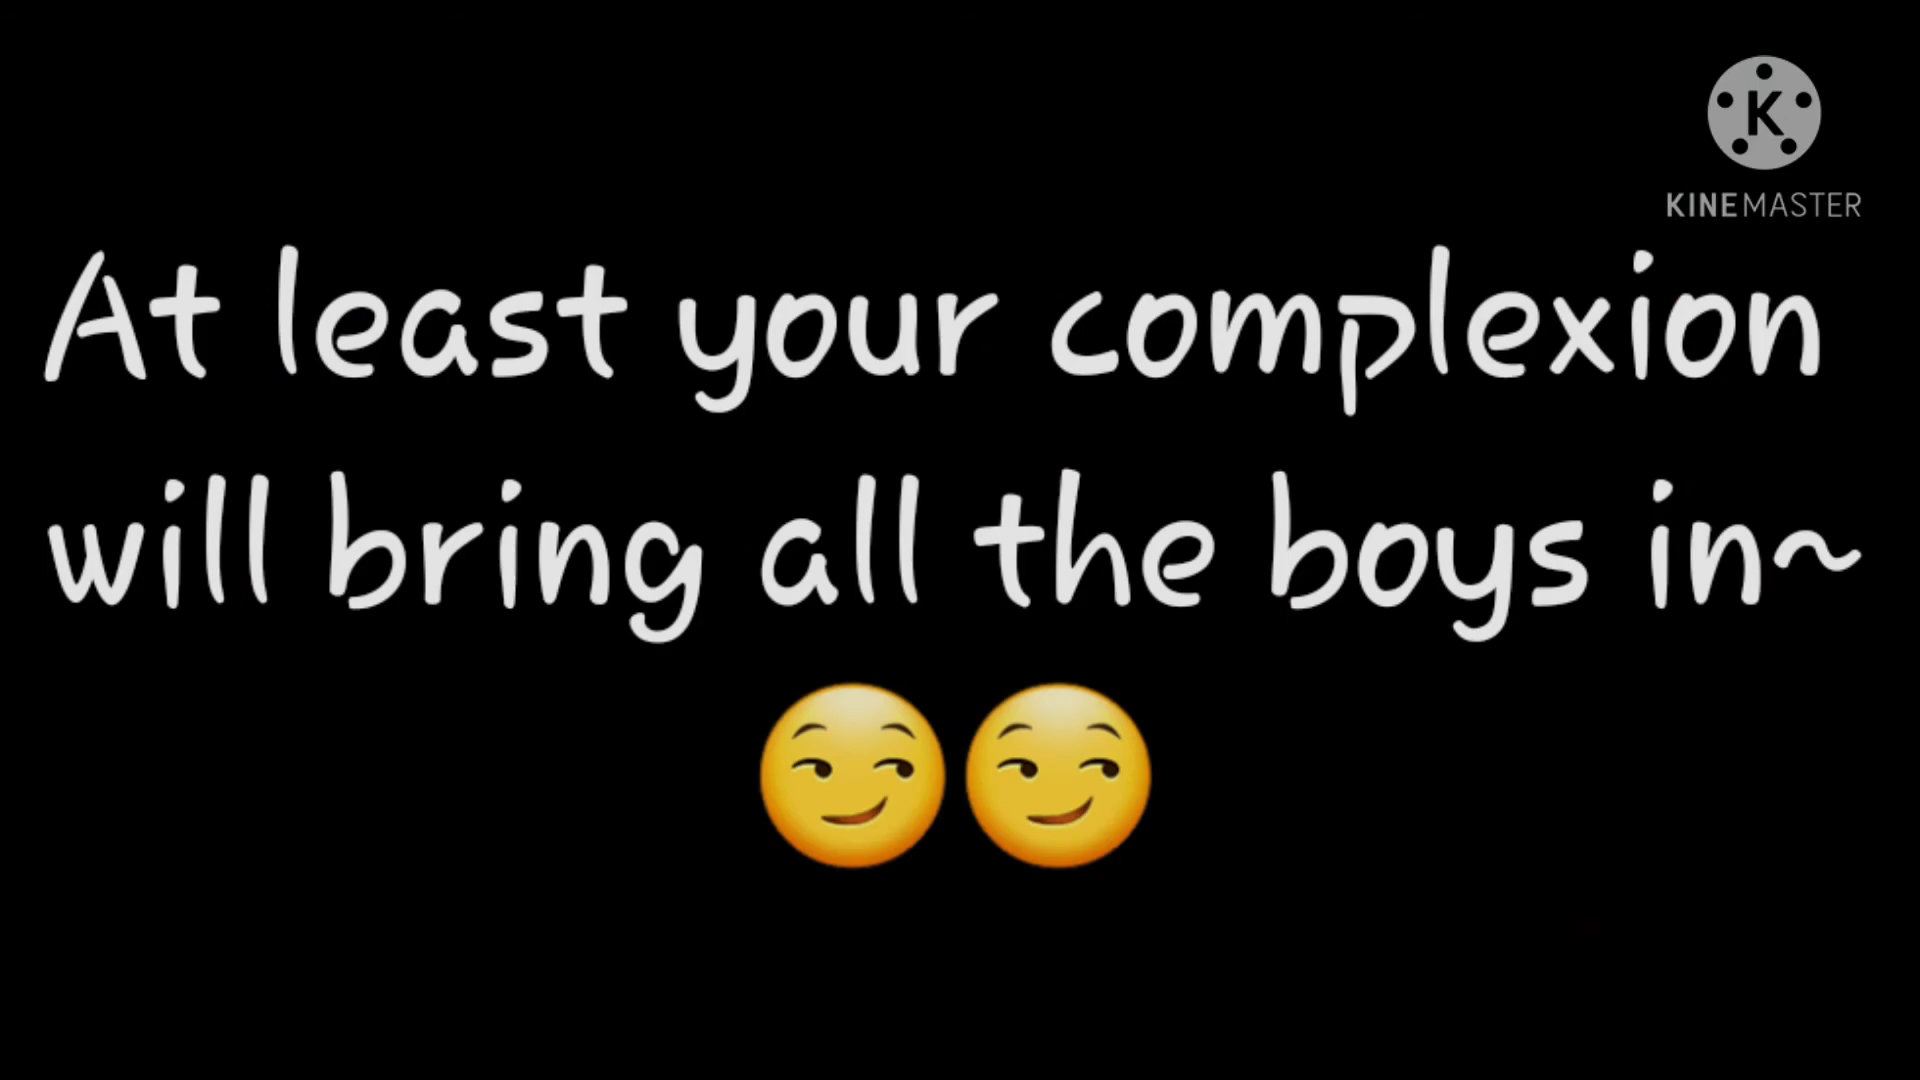 K
KINEMASTER
At least your complexion
will bring all the boys in~
😏😏